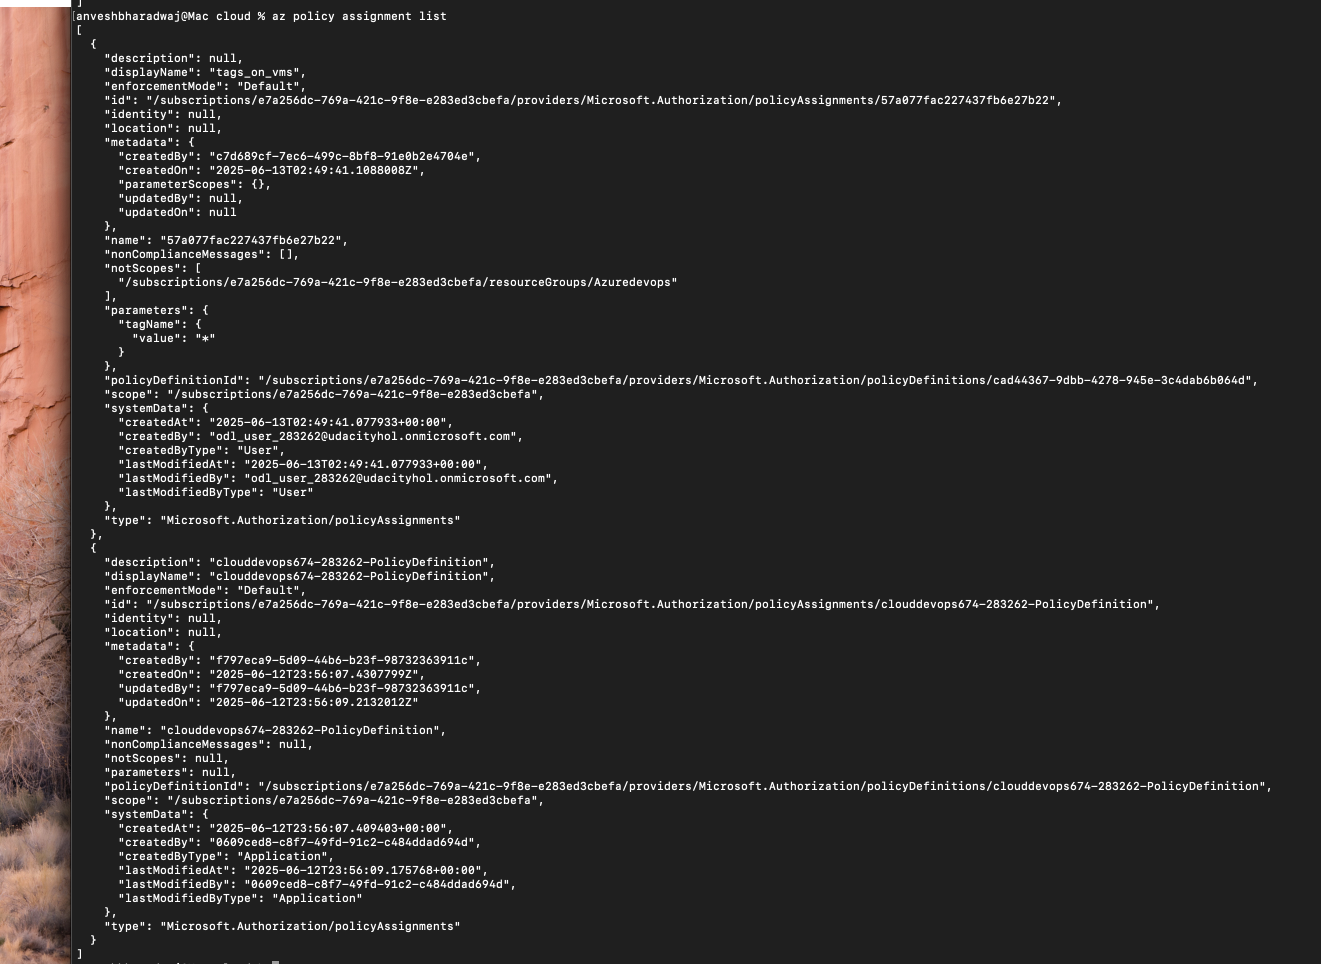 ]
[anveshbharadwaj@Mac cloud % az policy assignment list
[
  {
    "description": null,
    "displayName": "tags_on_vms",
    "enforcementMode": "Default",
    "id": "/subscriptions/e7a256dc-769a-421c-9f8e-e283ed3cbefa/providers/Microsoft.Authorization/policyAssignments/57a077fac227437fb6e27b22",
    "identity": null,
    "location": null,
    "metadata": {
      "createdBy": "c7d689cf-7ec6-499c-8bf8-91e0b2e4704e",
      "createdOn": "2025-06-13T02:49:41.1088008Z",
      "parameterScopes": {},
      "updatedBy": null,
      "updatedOn": null
    },
    "name": "57a077fac227437fb6e27b22",
    "nonComplianceMessages": [],
    "notScopes": [
      "/subscriptions/e7a256dc-769a-421c-9f8e-e283ed3cbefa/resourceGroups/Azuredevops"
    ],
    "parameters": {
      "tagName": {
        "value": "*"
      }
    },
    "policyDefinitionId": "/subscriptions/e7a256dc-769a-421c-9f8e-e283ed3cbefa/providers/Microsoft.Authorization/policyDefinitions/cad44367-9dbb-4278-945e-3c4dab6b064d",
    "scope": "/subscriptions/e7a256dc-769a-421c-9f8e-e283ed3cbefa",
    "systemData": {
      "createdAt": "2025-06-13T02:49:41.077933+00:00",
      "createdBy": "odl_user_283262@udacityhol.onmicrosoft.com",
      "createdByType": "User",
      "lastModifiedAt": "2025-06-13T02:49:41.077933+00:00",
      "lastModifiedBy": "odl_user_283262@udacityhol.onmicrosoft.com",
      "lastModifiedByType": "User"
    },
    "type": "Microsoft.Authorization/policyAssignments"
  },
  {
    "description": "clouddevops674-283262-PolicyDefinition",
    "displayName": "clouddevops674-283262-PolicyDefinition",
    "enforcementMode": "Default",
    "id": "/subscriptions/e7a256dc-769a-421c-9f8e-e283ed3cbefa/providers/Microsoft.Authorization/policyAssignments/clouddevops674-283262-PolicyDefinition",
    "identity": null,
    "location": null,
    "metadata": {
      "createdBy": "f797eca9-5d09-44b6-b23f-98732363911c",
      "createdOn": "2025-06-12T23:56:07.4307799Z",
      "updatedBy": "f797eca9-5d09-44b6-b23f-98732363911c",
      "updatedOn": "2025-06-12T23:56:09.2132012Z"
    },
    "name": "clouddevops674-283262-PolicyDefinition",
    "nonComplianceMessages": null,
    "notScopes": null,
    "parameters": null,
    "policyDefinitionId": "/subscriptions/e7a256dc-769a-421c-9f8e-e283ed3cbefa/providers/Microsoft.Authorization/policyDefinitions/clouddevops674-283262-PolicyDefinition",
    "scope": "/subscriptions/e7a256dc-769a-421c-9f8e-e283ed3cbefa",
    "systemData": {
      "createdAt": "2025-06-12T23:56:07.409403+00:00",
      "createdBy": "0609ced8-c8f7-49fd-91c2-c484ddad694d",
      "createdByType": "Application",
      "lastModifiedAt": "2025-06-12T23:56:09.175768+00:00",
      "lastModifiedBy": "0609ced8-c8f7-49fd-91c2-c484ddad694d",
      "lastModifiedByType": "Application"
    },
    "type": "Microsoft.Authorization/policyAssignments"
  }
]